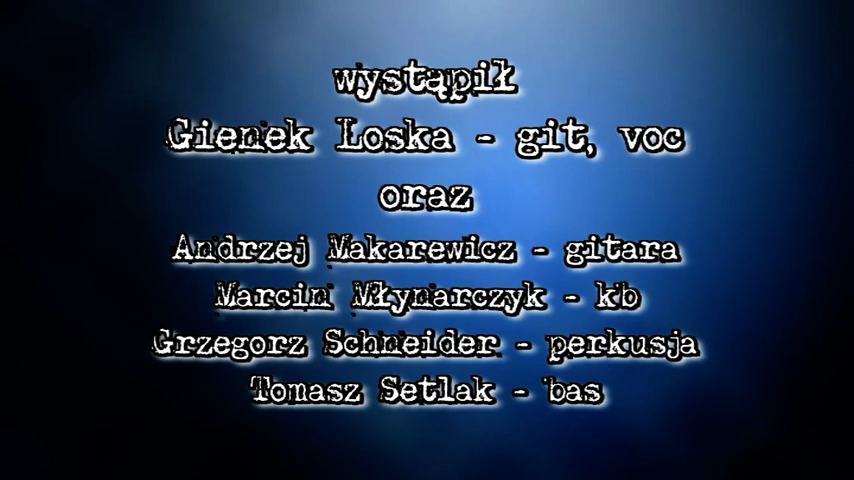 wystąpił
Gienek Loska - git, voc
oraz
Andrzej Makarewicz - gitara
Marcin Młynarczyk - kb
Grzegorz Schneider - perkusja
Tomasz Setlak - bas